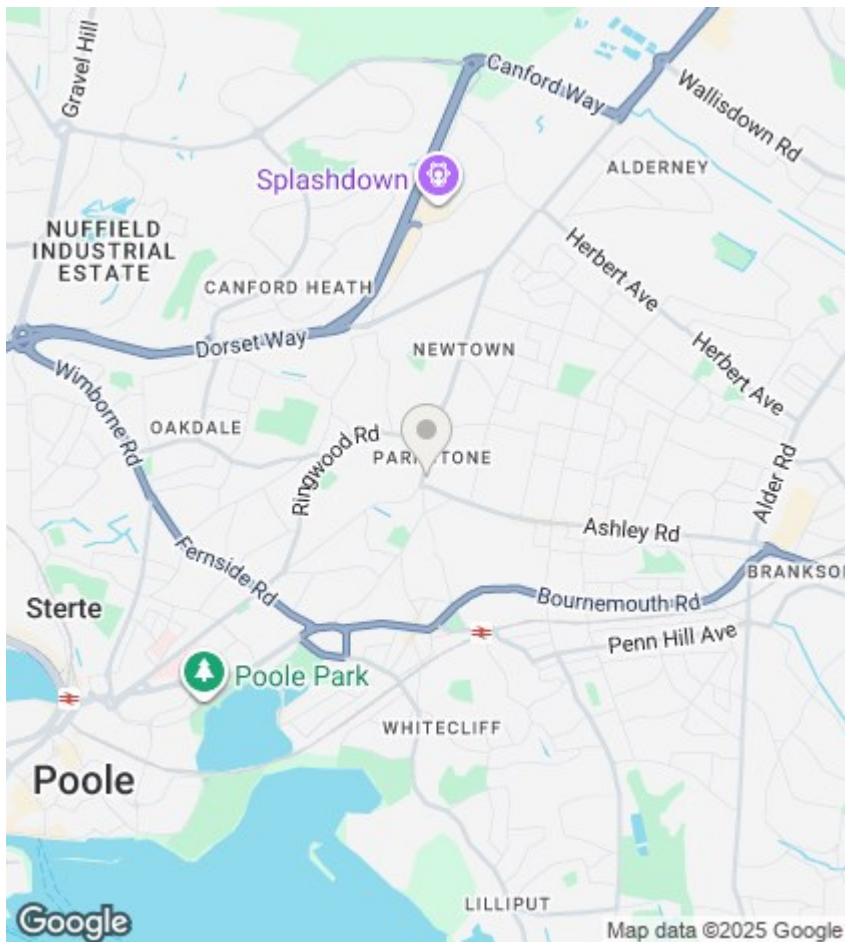 Gravel Hill
Canford Way
Wallisdown Rd
Splashdown
ALDERNEY
NUFFIELD
INDUSTRIAL
ESTATE
Herbert Ave
CANFORD HEATH
Dorset Way
NEWTOWN
Herbert Ave
Wimborne Rd
OAKDALE
Ringwood Rd
Alder Rd
Ashley Rd
Fernside Rd
BRANKSO
Sterte
Bournemouth Rd
Penn Hill Ave
Poole Park
WHITECLIFF
Poole
LILLIPUT
Google
Map data ©2025 Google